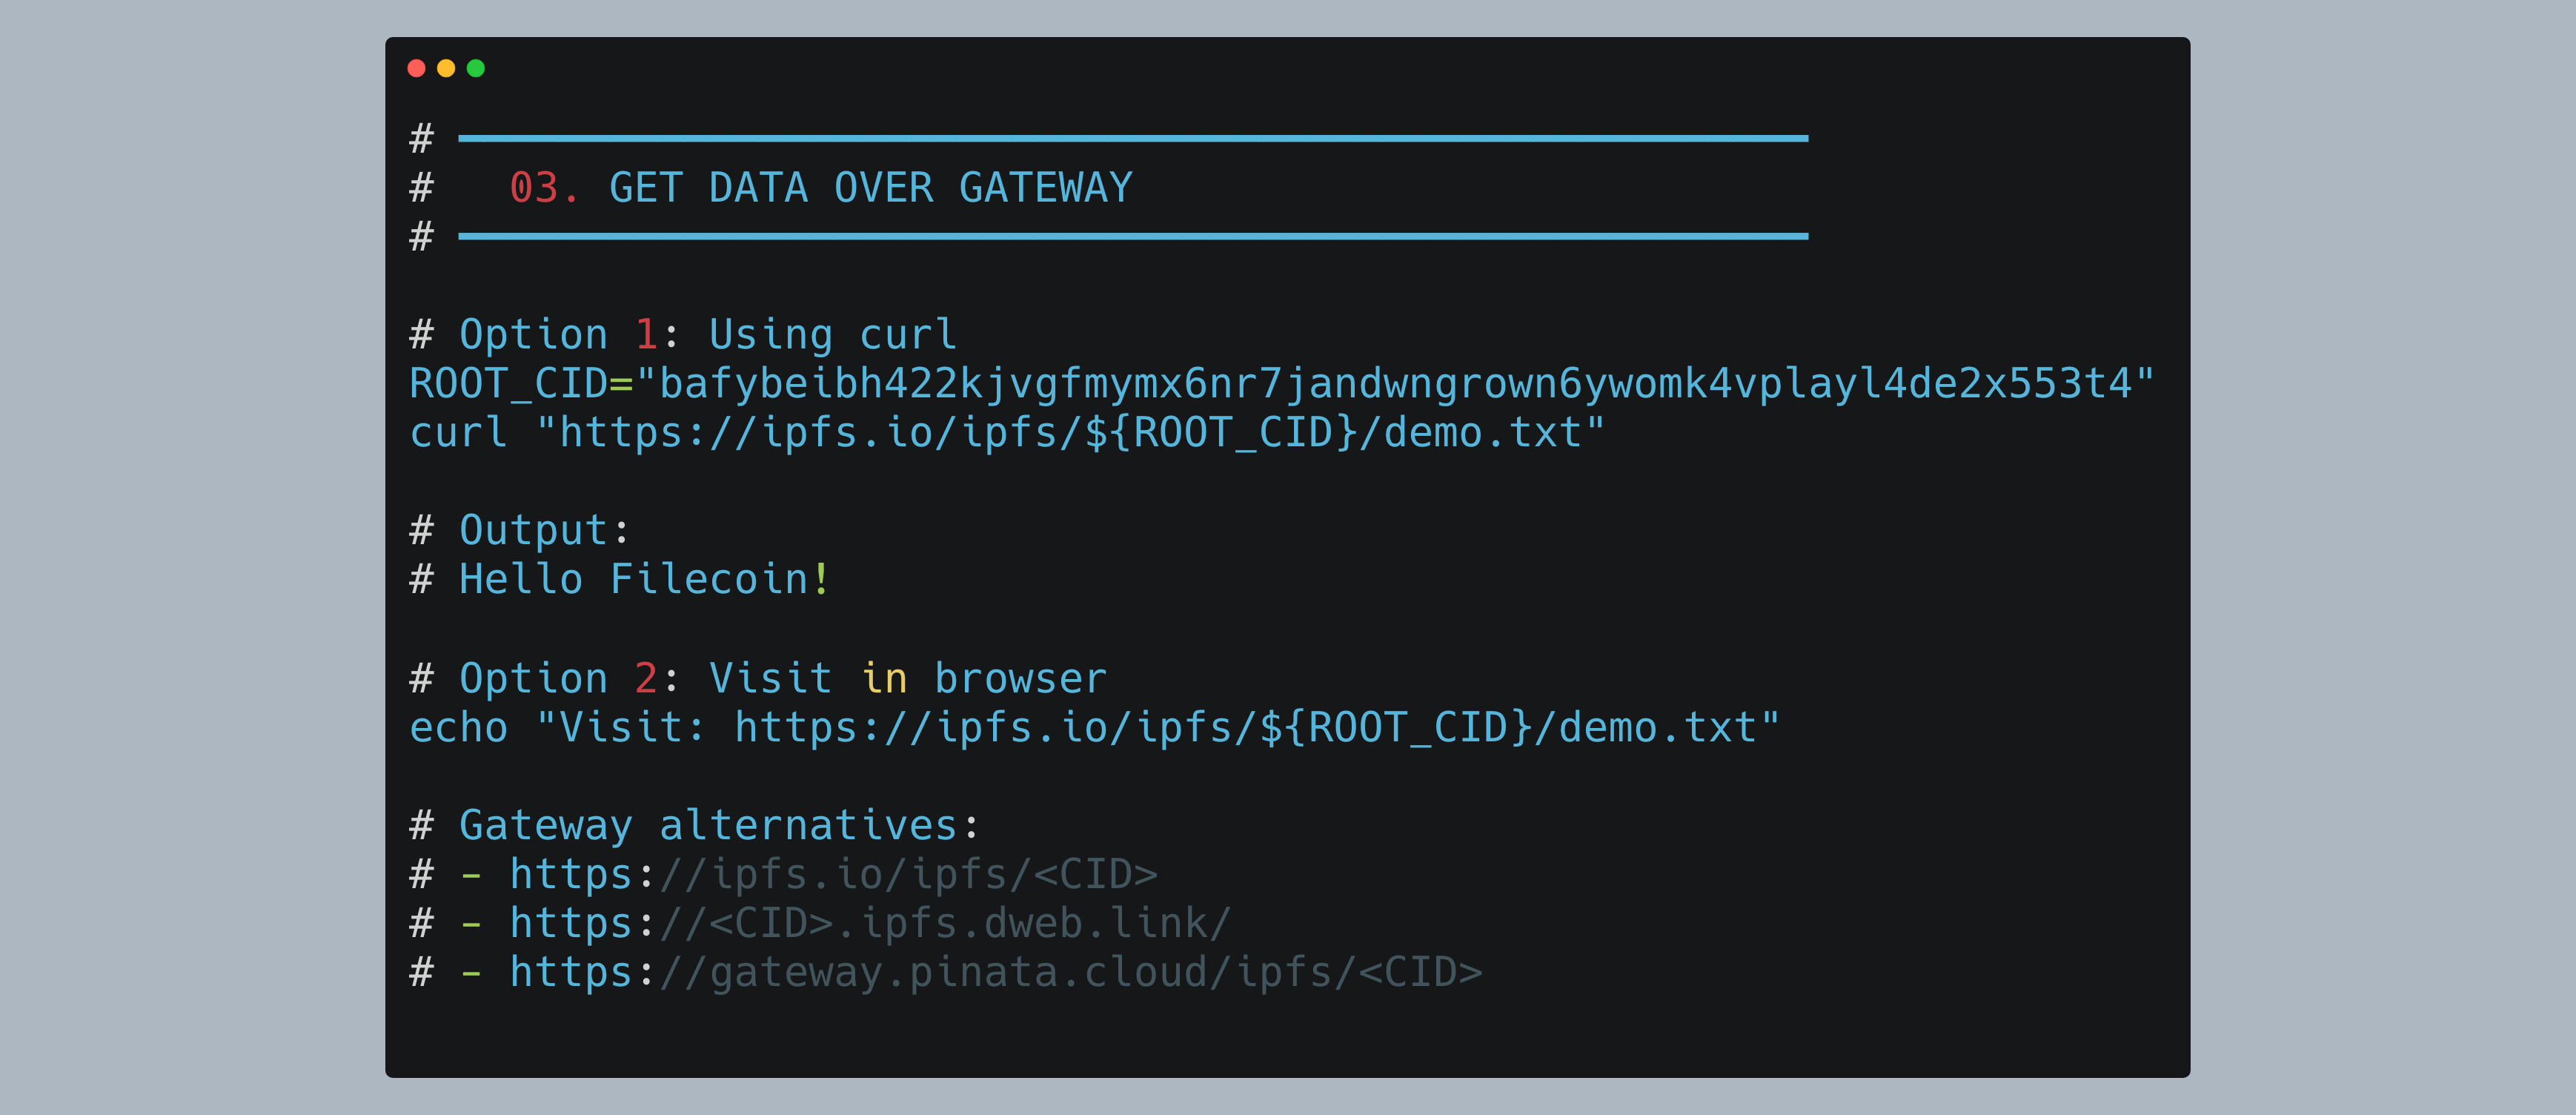 # ━━━━━━━━━━━━━━━━━━━━━━━━━━━━━━━━━━━━━━━━━━━━━━━━━━━━━━
#   03. GET DATA OVER GATEWAY
# ━━━━━━━━━━━━━━━━━━━━━━━━━━━━━━━━━━━━━━━━━━━━━━━━━━━━━━
# Option 1: Using curl
ROOT_CID="bafybeibh422kjvgfmymx6nr7jandwngrown6ywomk4vplayl4de2x553t4"
curl "https://ipfs.io/ipfs/${ROOT_CID}/demo.txt"
# Output:
# Hello Filecoin!
# Option 2: Visit in browser
echo "Visit: https://ipfs.io/ipfs/${ROOT_CID}/demo.txt"
# Gateway alternatives:
# - https://ipfs.io/ipfs/<CID>
# - https://<CID>.ipfs.dweb.link/
# - https://gateway.pinata.cloud/ipfs/<CID>